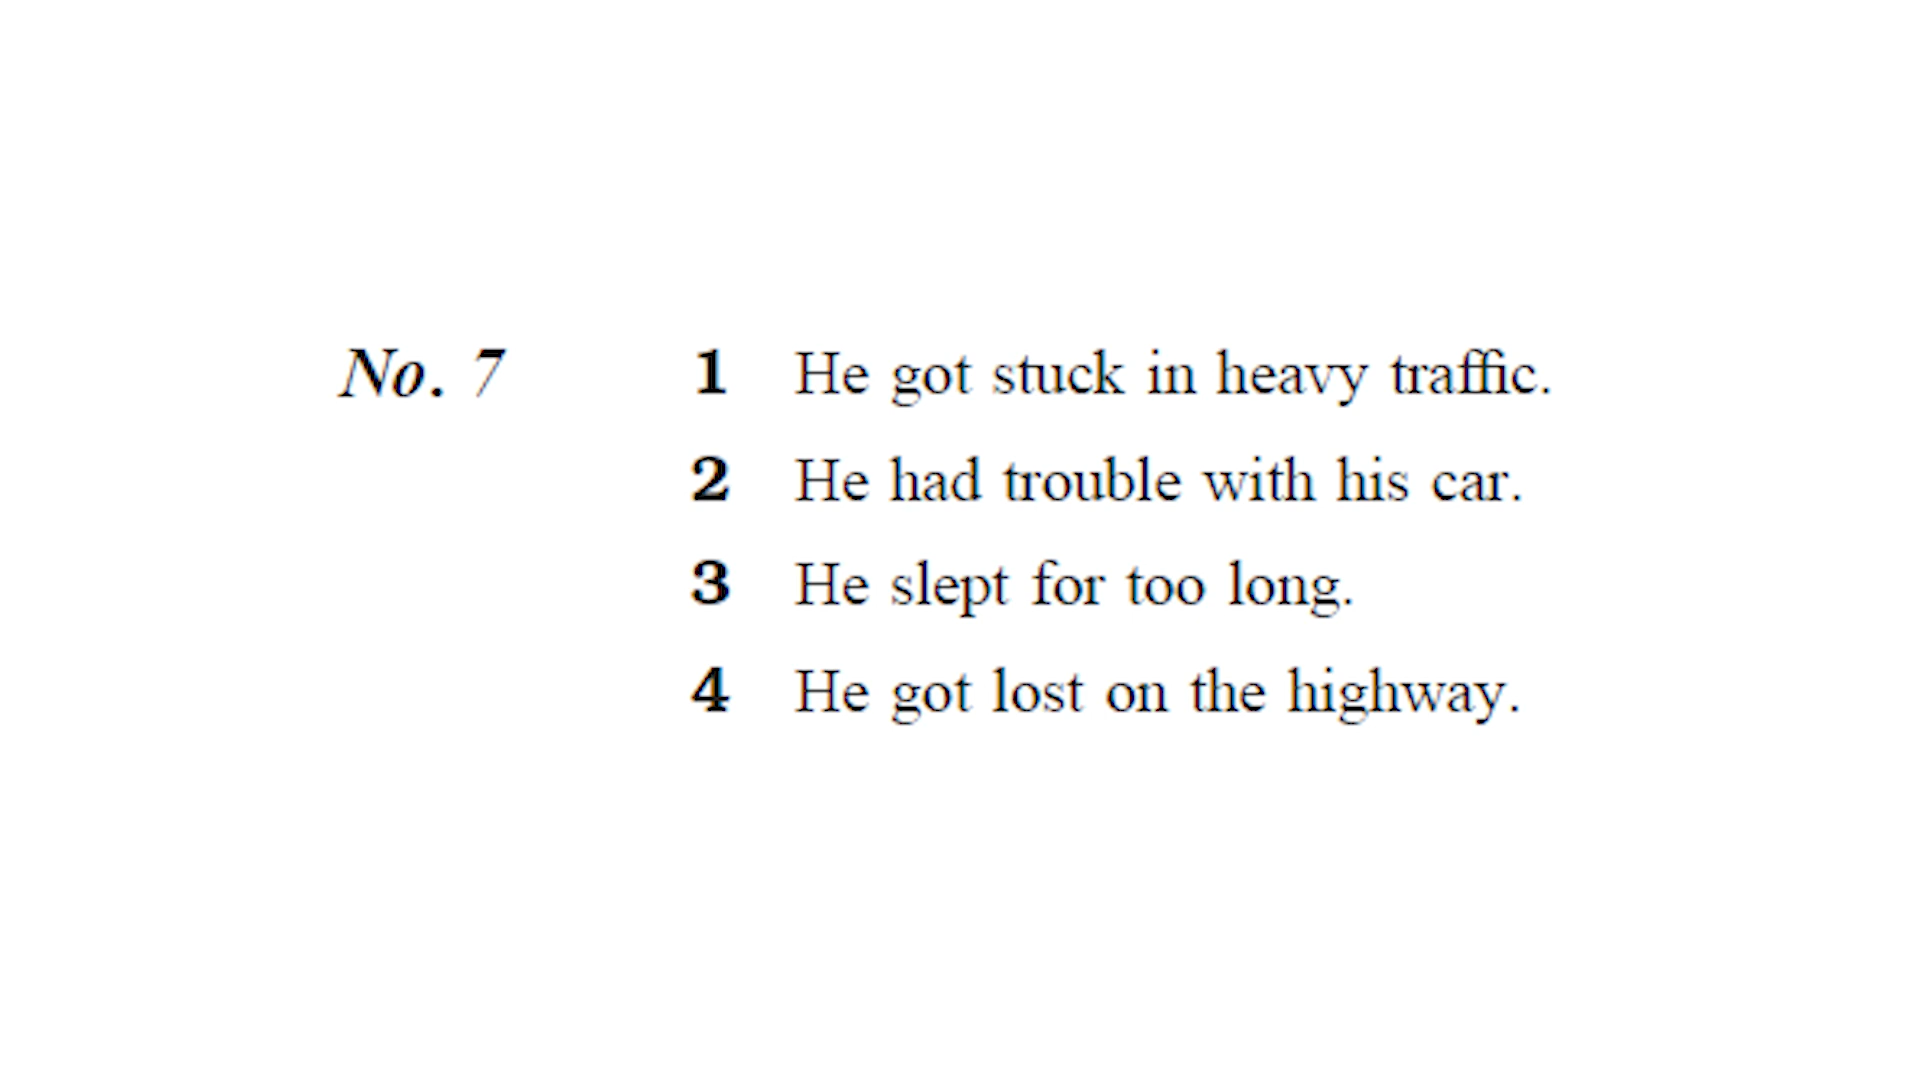 No. 7 1 He got stuck in heavy traffic.
2 He had trouble with his car.
3 He slept for too long.
4 He got lost on the highway.